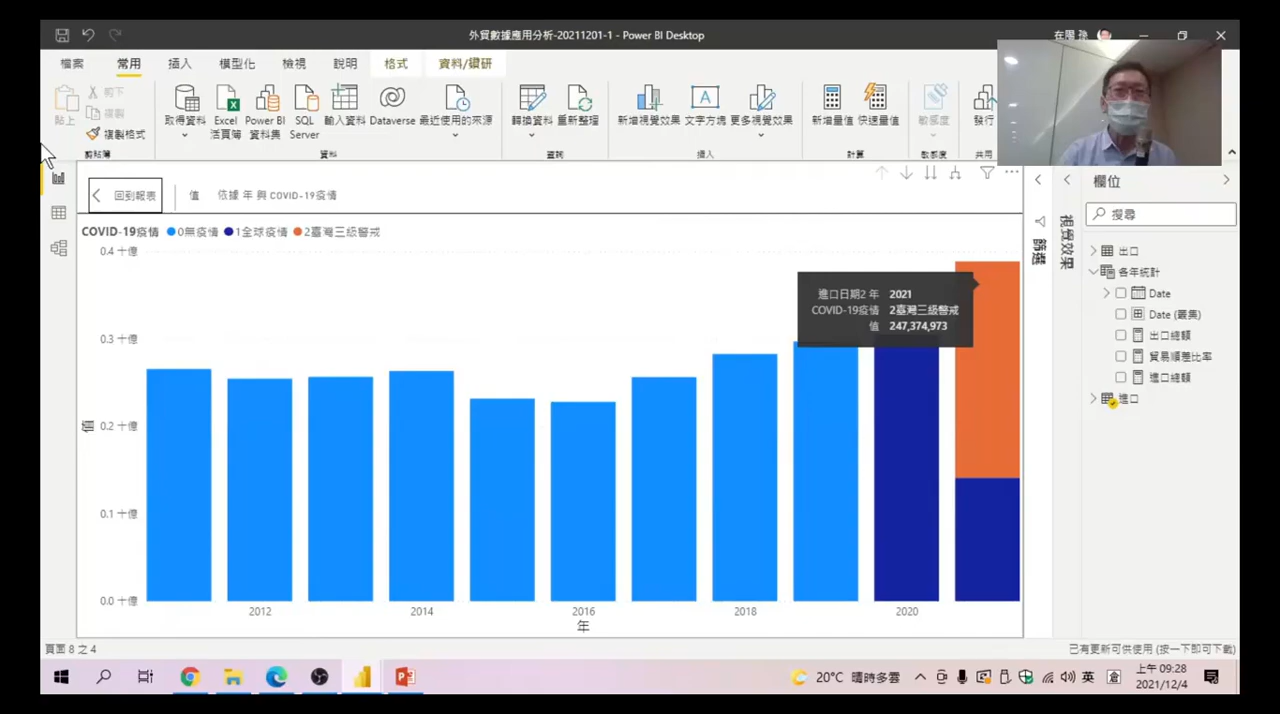 外貿數據應用分析-20211201-1 - Power BI Desktop
檔案 常用 插入 模型化 檢視 說明 格式 資料/鑽研
貼上 剪下 複製 複製格式
取得資料 Excel 活頁簿 Power BI 資料集 SQL Server 輸入資料 Dataverse 最近使用的來源
轉換資料 重新整理
新增視覺效果 文字方塊 更多視覺效果
新增量值 快速量值
敏感度
發行
剪貼簿 資料 查詢 插入 計算 敏感度 共用
回到報表 值 依據 年 與 COVID-19疫情
COVID-19疫情 0無疫情 1全球疫情 2臺灣三級警戒
0.4 十億
0.3 十億
0.2 十億
0.1 十億
0.0 十億
值
2012 2014 2016 2018 2020
年
進口日期2 年 2021
COVID-19疫情 2臺灣三級警戒
值 247,374,973
篩選
視覺效果
欄位
搜尋
出口
各年統計
Date
Date (叢集)
出口總額
貿易順差比率
進口總額
進口
頁面 8 之 4
已有更新可供使用 (按一下即可下載)
20°C 晴時多雲
英
上午 09:28
2021/12/4